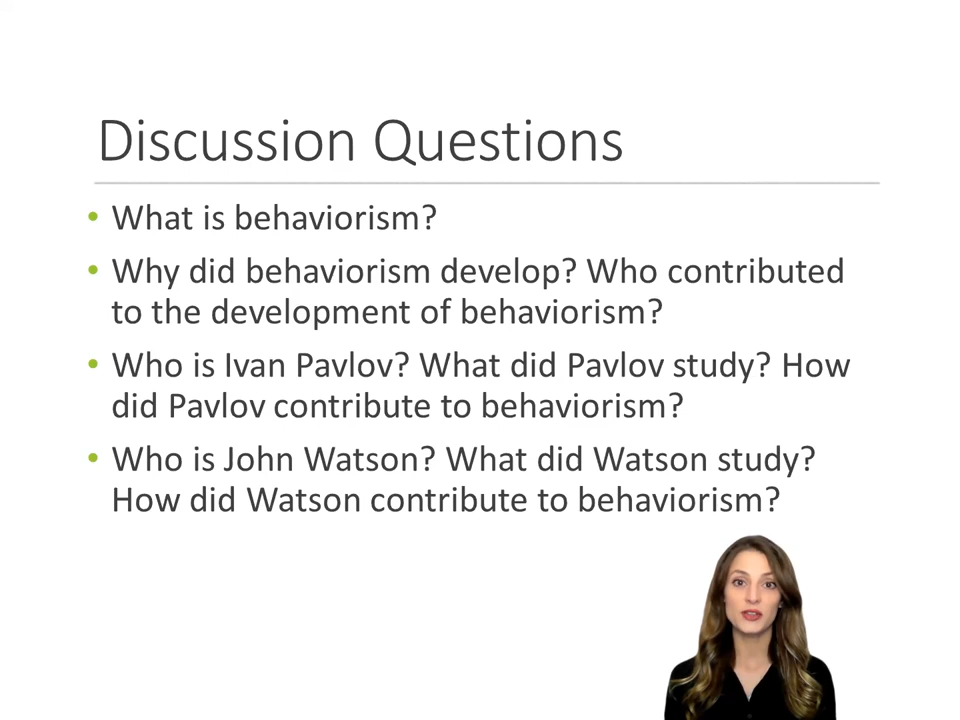 Discussion Questions
• What is behaviorism?
• Why did behaviorism develop? Who contributed
to the development of behaviorism?
• Who is Ivan Pavlov? What did Pavlov study? How
did Pavlov contribute to behaviorism?
• Who is John Watson? What did Watson study?
How did Watson contribute to behaviorism?